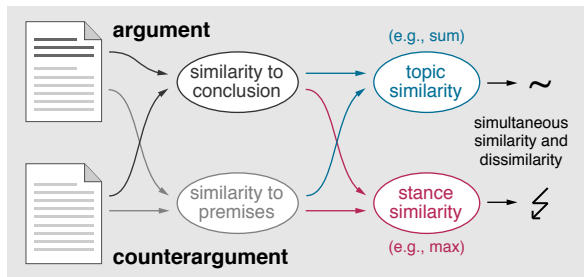 argument
(e.g., sum)
similarity to
conclusion
topic
similarity
~
simultaneous
similarity and
dissimilarity
similarity to
premises
stance
similarity
counterargument
(e.g., max)